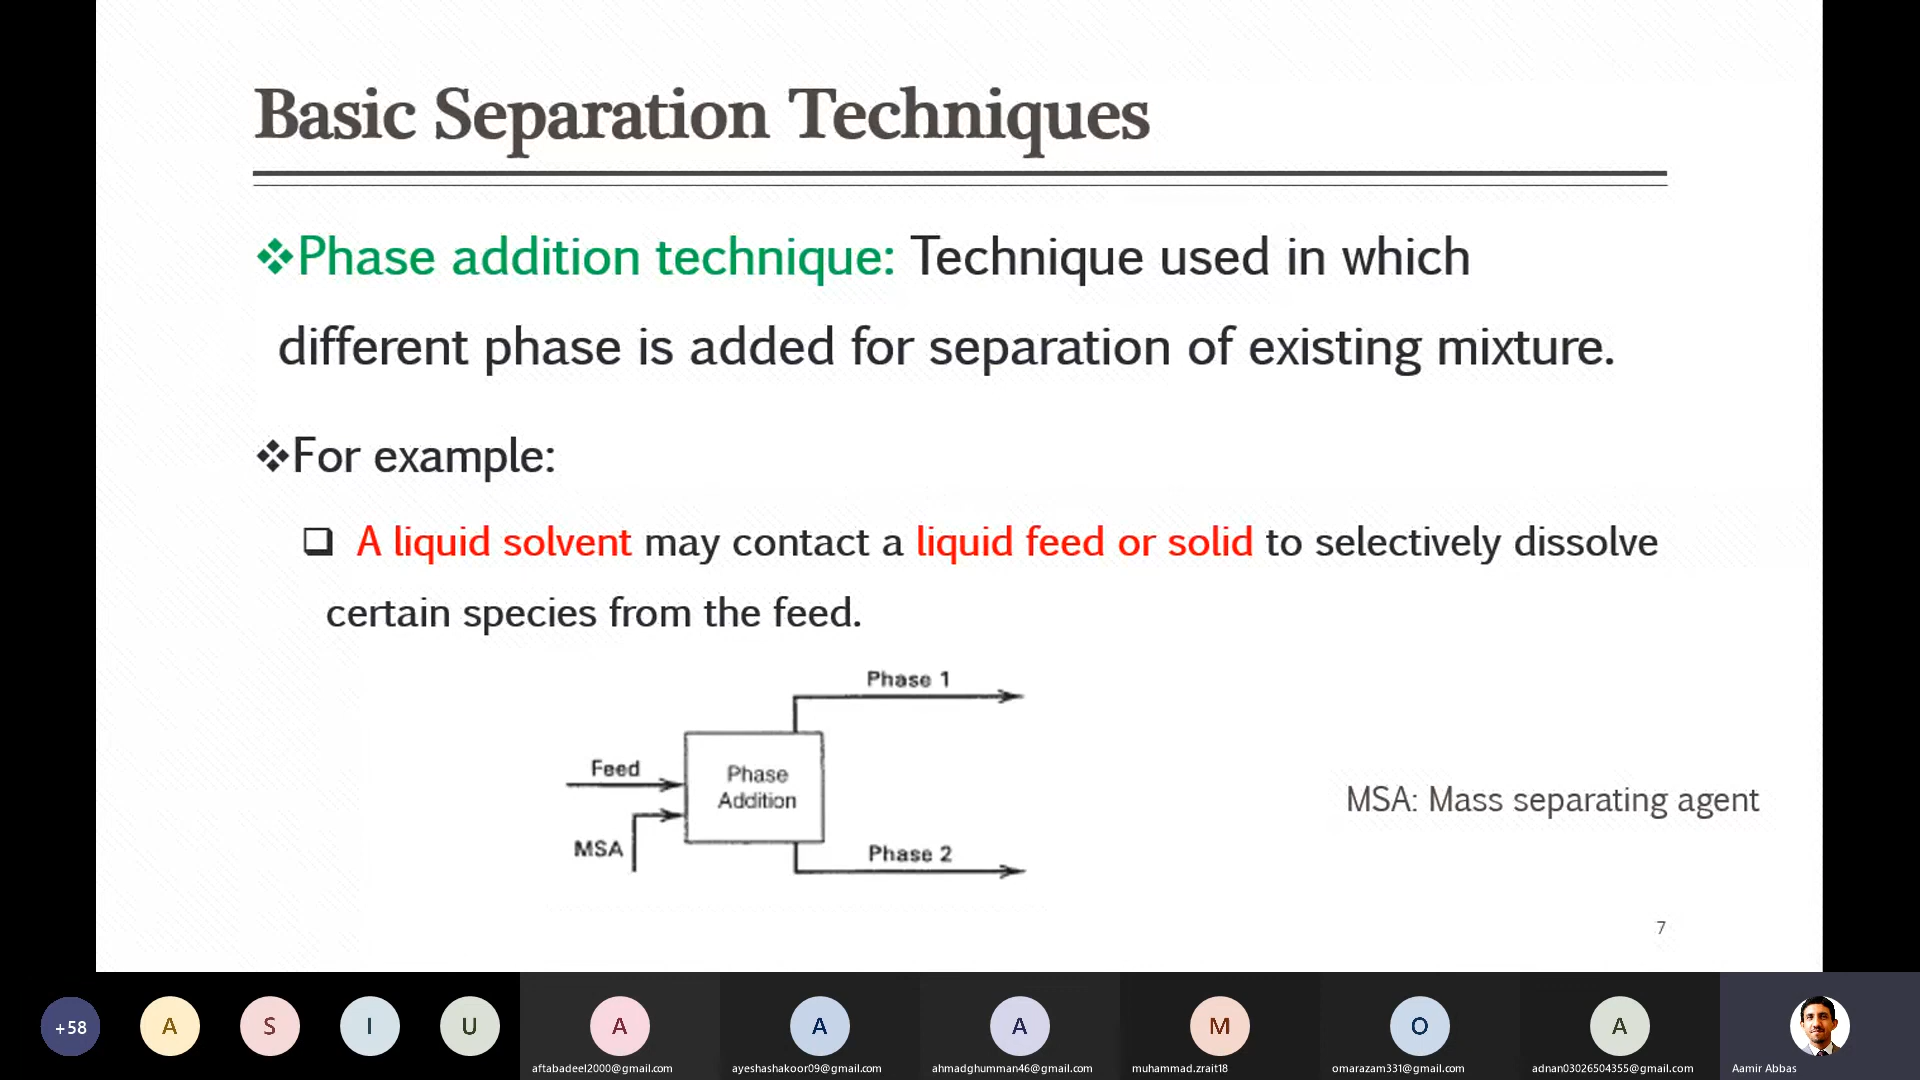 Basic Separation Techniques
❖Phase addition technique: Technique used in which
different phase is added for separation of existing mixture.
❖For example:
❑ A liquid solvent may contact a liquid feed or solid to selectively dissolve
certain species from the feed.
Phase 1
Feed
Phase
Addition
MSA
Phase 2
MSA: Mass separating agent
7
+58
A
S
I
U
A
A
A
M
O
A
aftabadeel2000@gmail.com
ayeshashakoor09@gmail.com
ahmadghumman46@gmail.com
muhammad.zrait18
omarazam331@gmail.com
adnan03026504355@gmail.com
Aamir Abbas